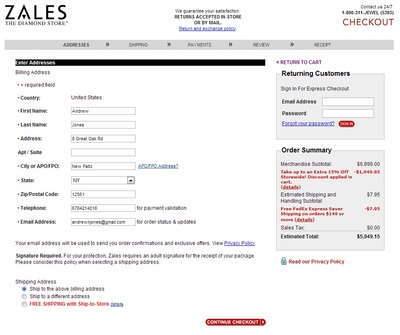 ZALES
THE DIAMOND STORE
We guarantee your satisfaction.
RETURNS ACCEPTED IN-STORE
OR BY MAIL.
Return and exchange policy.
Contact us 24/7
1-800-311-JEWEL (5393)
CHECKOUT
ADDRESSES > SHIPPING > PAYMENTS > REVIEW > RECEIPT
Enter Addresses
Billing Address
= required field
Country: United States
First Name: Andrew
Last Name: Jones
Address: 8 Great Oak Rd
Apt / Suite
City or APO/FPO: New Paltz APO/FPO Address?
State: NY
Zip/Postal Code: 12561
Telephone: 6784214016 for payment validation
Email Address: andrewkjones@gmail.com for order status & updates
Your email address will be used to send you order confirmations and exclusive offers. View Privacy Policy.
Signature Required. For your protection, Zales requires an adult signature for the receipt of your package.
Please consider this policy when selecting a shipping address.
Shipping Address
Ship to the above billing address
Ship to a different address
FREE SHIPPING with Ship-to-Store details
CONTINUE CHECKOUT
< RETURN TO CART
Returning Customers
Sign In For Express Checkout
Email Address
Password
Forgot your password? SIGN IN
Order Summary
Merchandise Subtotal: $6,999.00
Take up to an Extra 15% Off -$1,049.85
Storewide! Discount applied in
cart.
(details)
Estimated Shipping and $7.95
Handling Subtotal:
Free FedEx Express Saver -$7.95
Shipping on orders $149 or
more (details)
Sales Tax: $0.00
Estimated Total: $5,949.15
Read our Privacy Policy